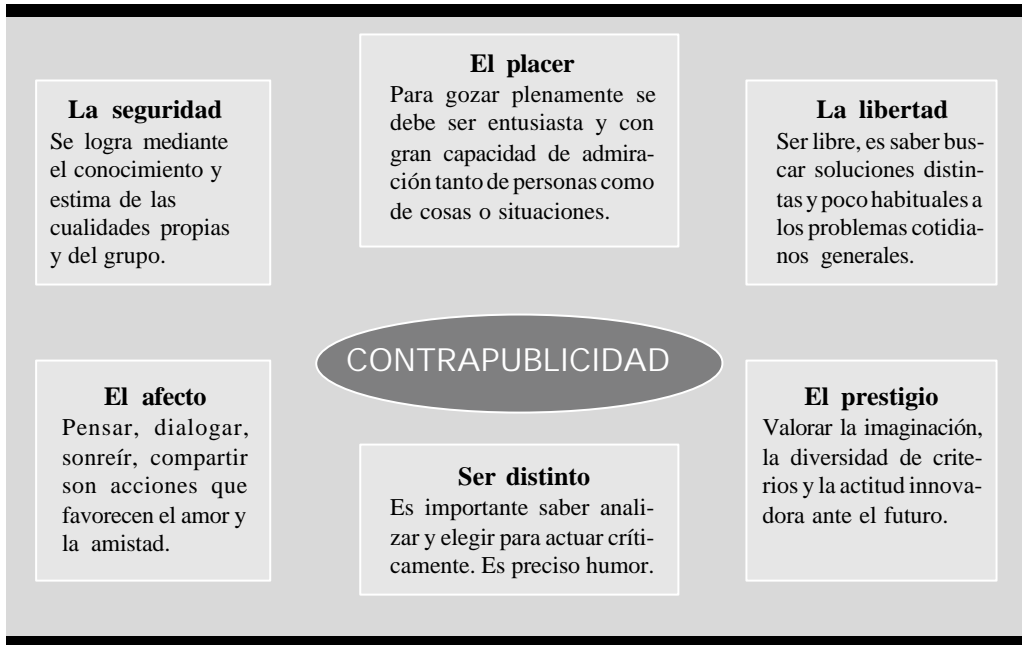 La seguridad
Se logra mediante
el conocimiento y
estima de las
cualidades propias
y del grupo.
El placer
Para gozar plenamente se
debe ser entusiasta y con
gran capacidad de admira-
ción tanto de personas como
de cosas o situaciones.
La libertad
Ser libre, es saber bus-
car soluciones distin-
tas y poco habituales a
los problemas cotidia-
nos generales.
CONTRAPUBLICIDAD
El afecto
Pensar, dialogar,
sonreír, compartir
son acciones que
favorecen el amor y
la amistad.
Ser distinto
Es importante saber anali-
zar y elegir para actuar críti-
camente. Es preciso humor.
El prestigio
Valorar la imaginación,
la diversidad de crite-
rios y la actitud innova-
dora ante el futuro.